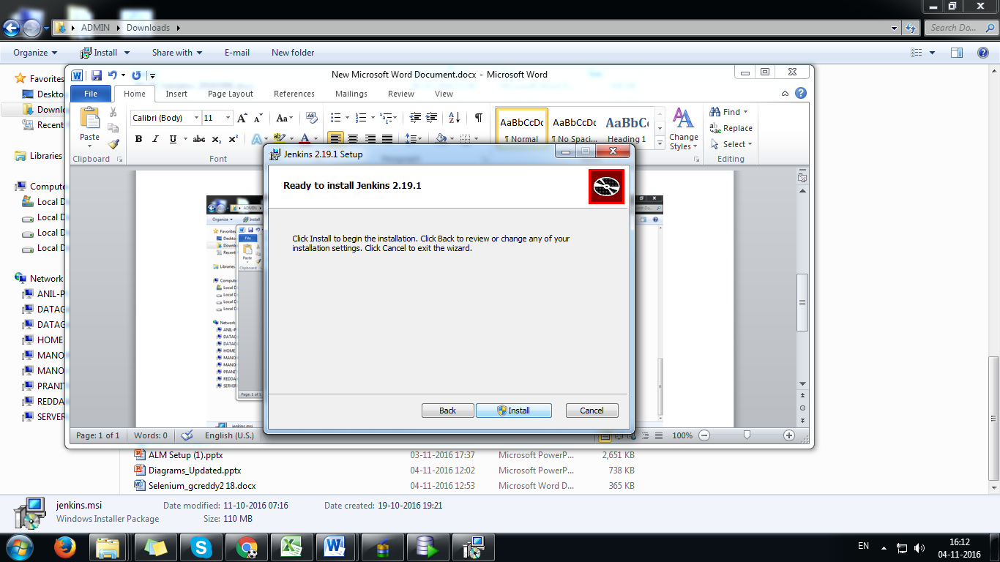 ADMIN Downloads
Search Do...
Organize Install Share with E-mail New folder
New Microsoft Word Document.docx - Microsoft Word
File Home Insert Page Layout References Mailings Review View
Calibri (Body) 11
Paste
Clipboard
Font
AaBbCcDc AaBbCcDc AaBbC
¶ Normal ¶ No Spaci... Heading 1
Change
Styles
Find
Replace
Select
Editing
Favorites
Deskto
Downl
Recent
Libraries
Compute
Local D
Local D
Local D
Local D
Network
ANIL-P
DATAG
DATAG
HOME
MANO
MANO
PRANIT
REDDA
SERVER
Jenkins 2.19.1 Setup
Ready to install Jenkins 2.19.1
Click Install to begin the installation. Click Back to review or change any of your
installation settings. Click Cancel to exit the wizard.
Back Install Cancel
Page: 1 of 1 Words: 0 English (U.S.) 100%
ALM Setup (1).pptx 03-11-2016 17:37 Microsoft PowerP... 2,651 KB
Diagrams_Updated.pptx 04-11-2016 12:02 Microsoft PowerP... 738 KB
Selenium_gcreddy2 18.docx 04-11-2016 12:53 Microsoft Word D... 365 KB
jenkins.msi Date modified: 11-10-2016 07:16 Date created: 19-10-2016 19:21
Windows Installer Package Size: 110 MB
EN
16:12
04-11-2016